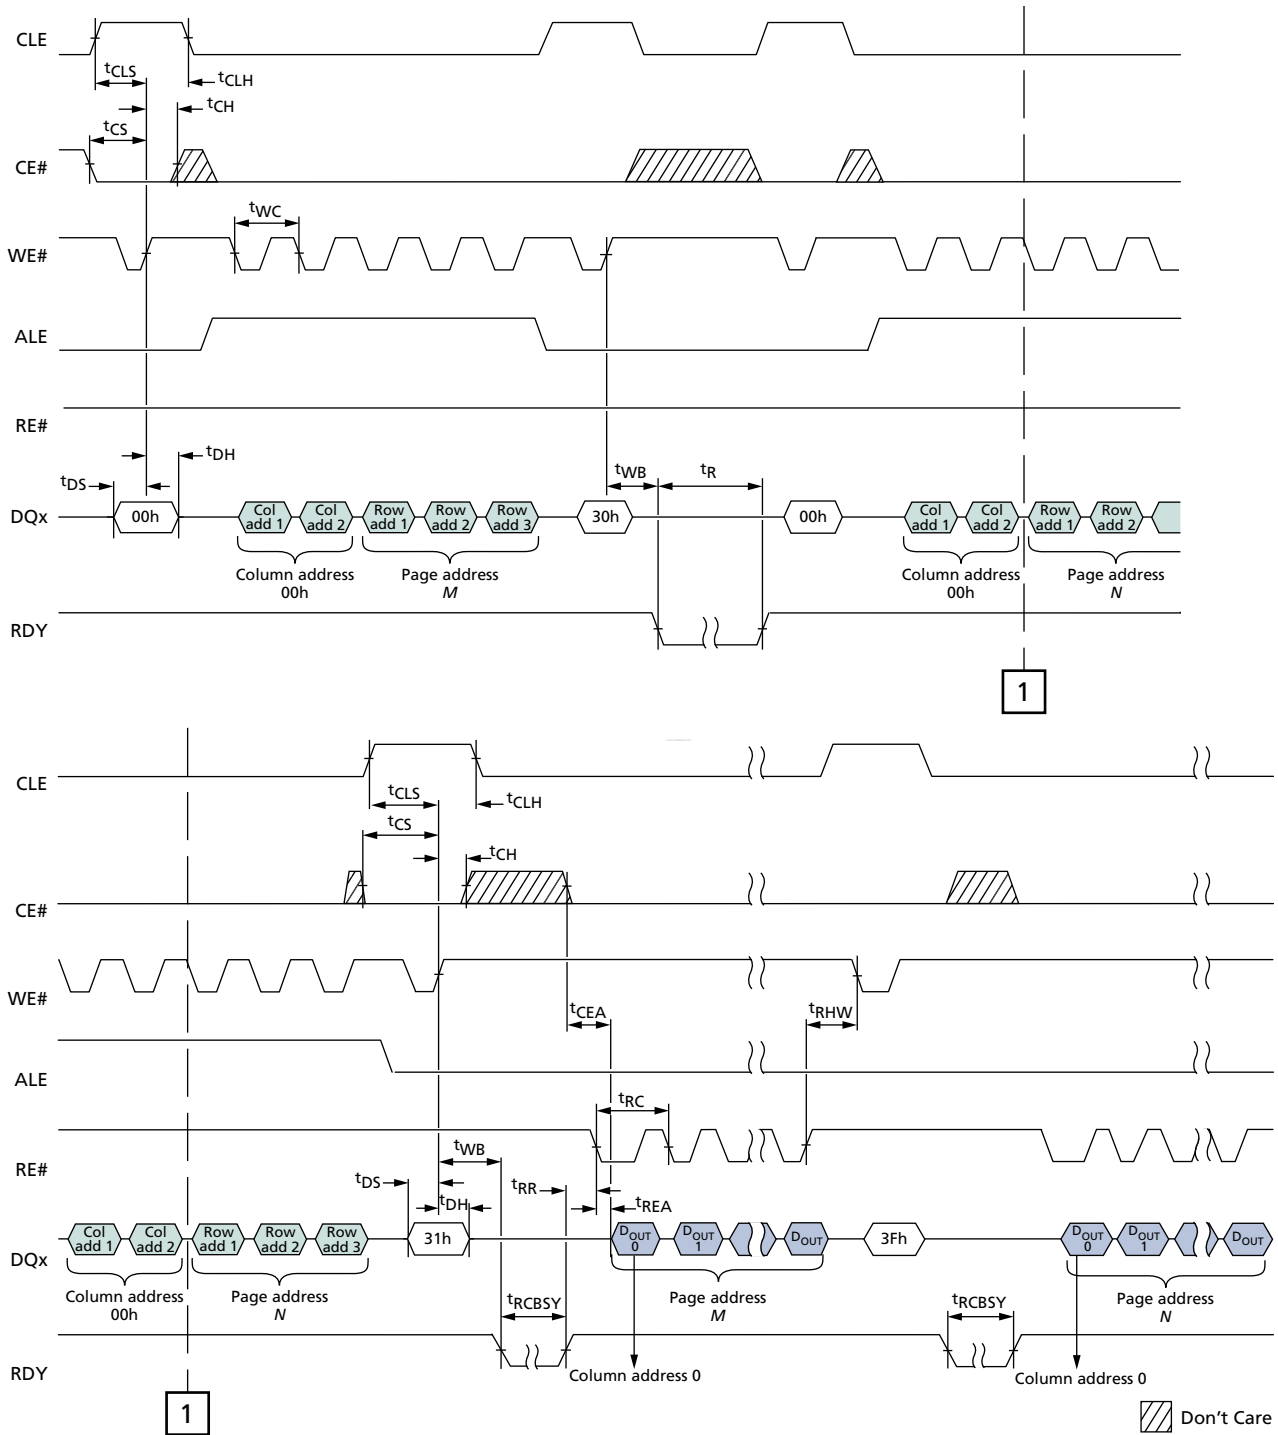 CLE
tCLS
tCLH
tCH
tCS
CE#
tWC
WE#
ALE
RE#
tDH
tDS
tWB
tR
DQx
00h
Col add 1
Col add 2
Row add 1
Row add 2
Row add 3
30h
00h
Col add 1
Col add 2
Row add 1
Row add 2
Column address
00h
Page address
M
Column address
00h
Page address
N
RDY
1
CLE
tCLS
tCLH
tCS
tCH
CE#
WE#
tCEA
tRHW
ALE
tRC
RE#
tWB
tDS
tDH
tRR
tREA
DQx
Col add 1
Col add 2
Row add 1
Row add 2
Row add 3
31h
DOUT 0
DOUT 1
DOUT
3Fh
DOUT 0
DOUT 1
DOUT
Column address
00h
Page address
N
tRCBSY
Page address
M
tRCBSY
Page address
N
RDY
Column address 0
Column address 0
1
Don't Care